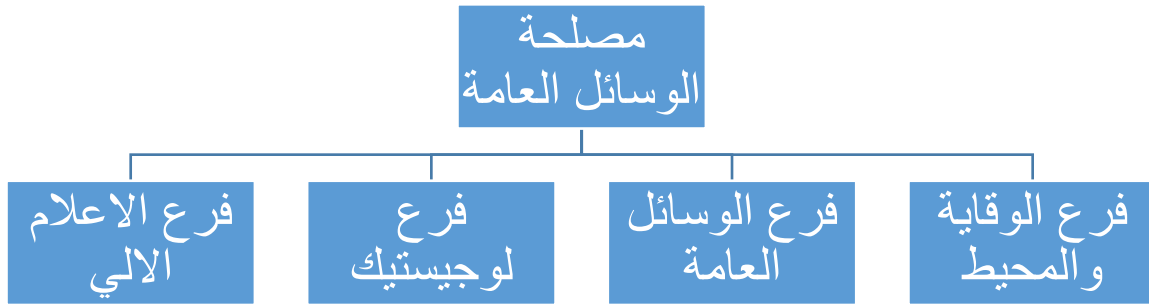 مصلحة
الوسائل العامة
فرع الوقاية
والمحيط
فرع الوسائل
العامة
فرع
لوجيستيك
فرع الاعلام
الالي